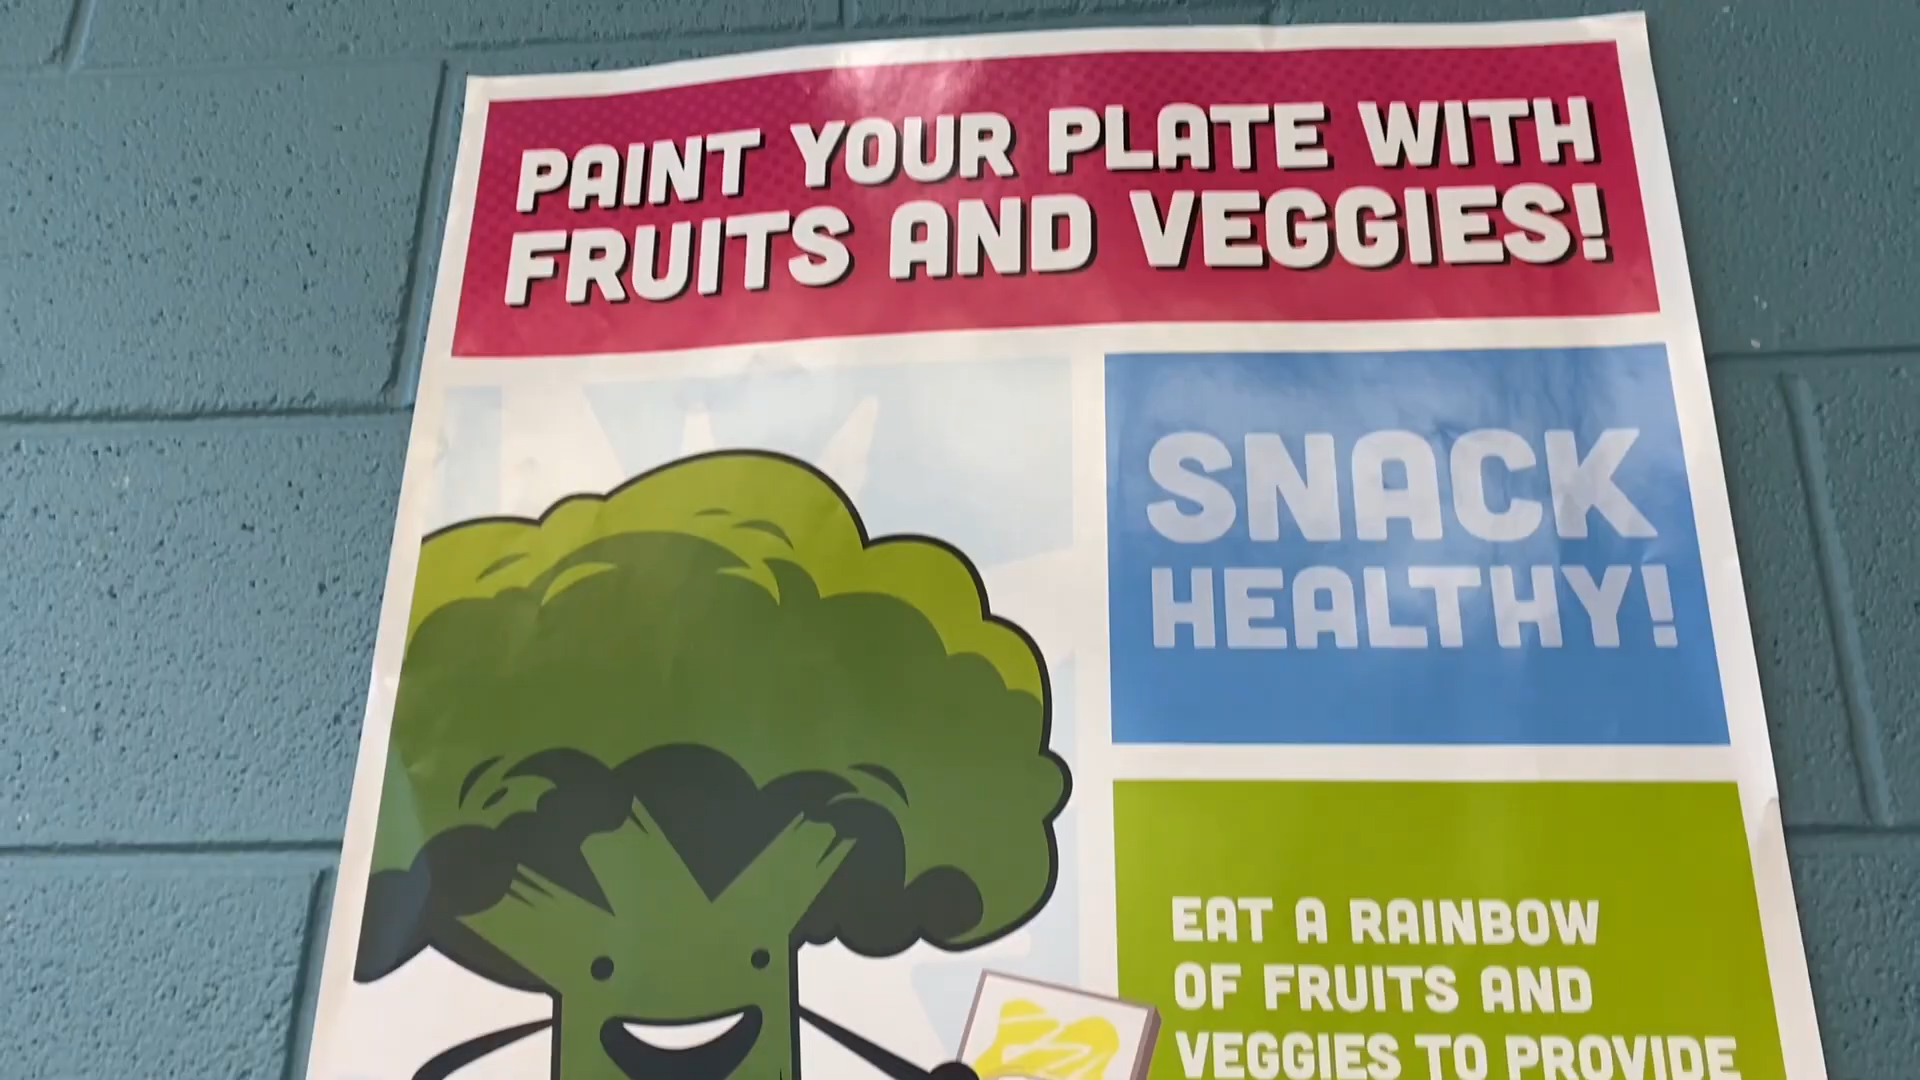 PAINT YOUR PLATE WITH
FRUITS AND VEGGIES!
SNACK
HEALTHY!
EAT A RAINBOW
OF FRUITS AND
VEGGIES TO PROVIDE